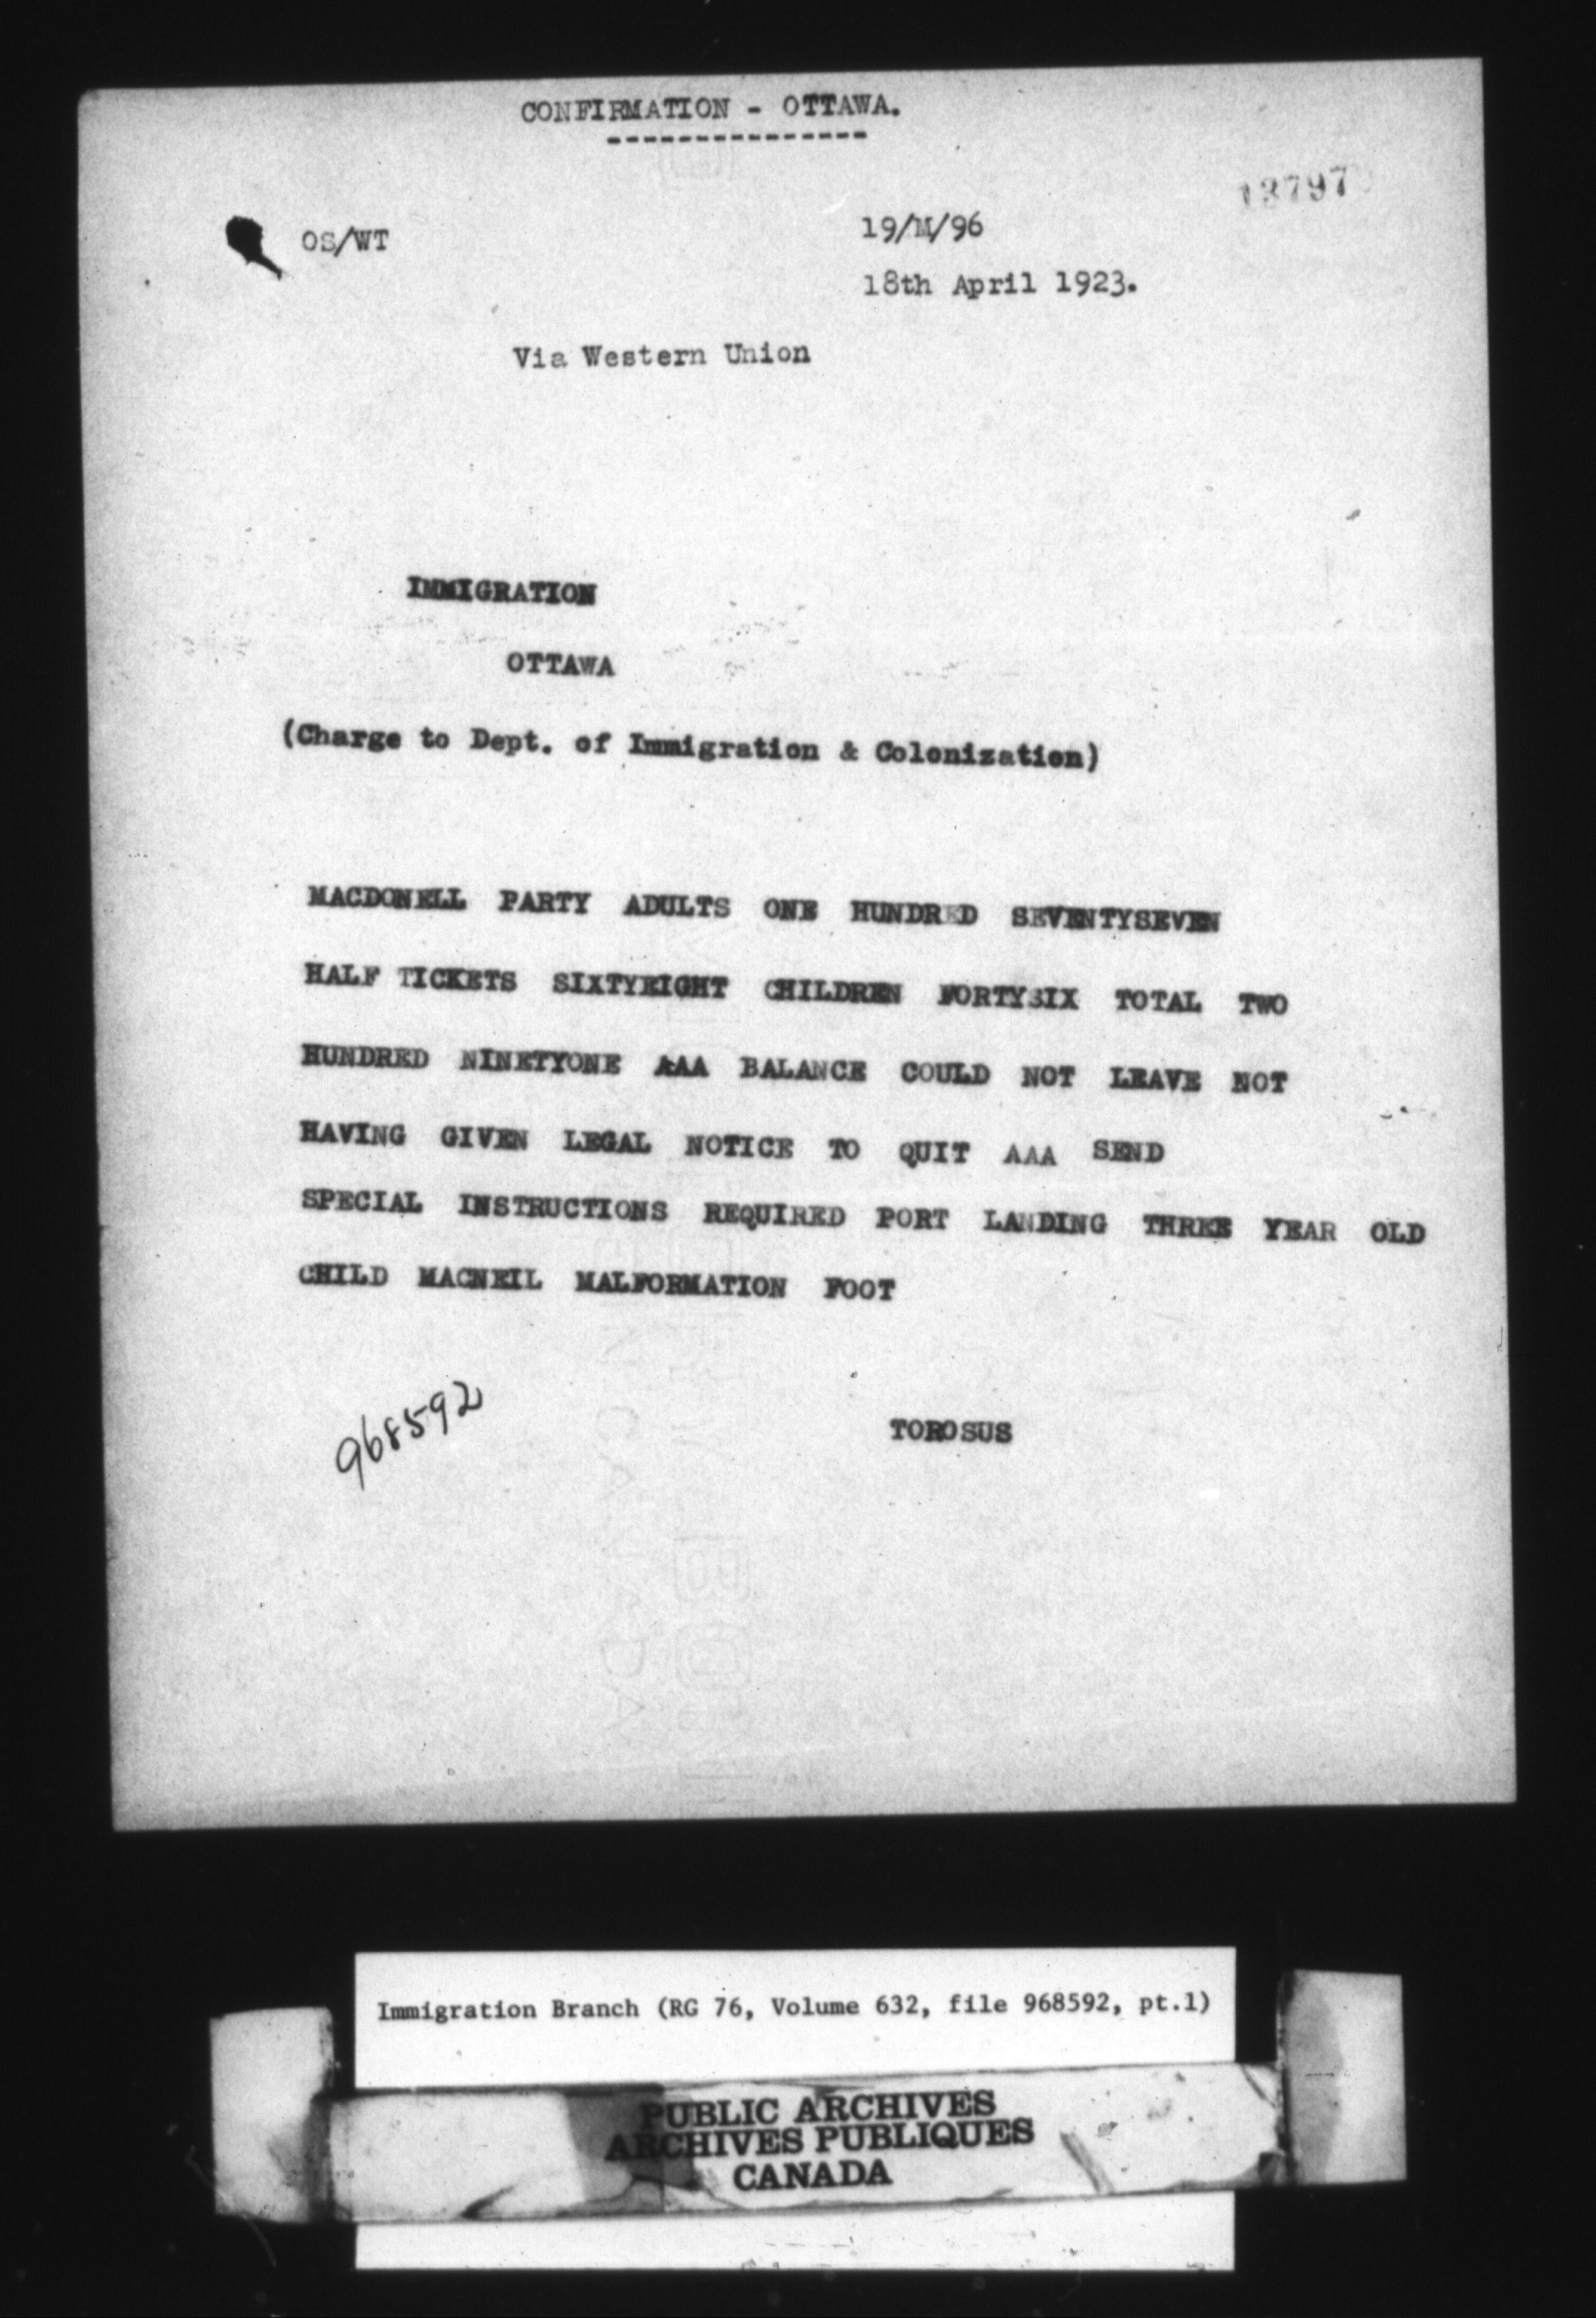 CONFIRMATION - OTTAWA.
---------------
13797
OS/WT
19/M/96
18th April 1923.
Via Western Union
IMMIGRATION
OTTAWA
(Charge to Dept. of Immigration & Colonization)
MACDONELL PARTY ADULTS ONE HUNDRED SEVENTYSEVEN
HALF TICKETS SIXTYEIGHT CHILDREN FORTYSIX TOTAL TWO
HUNDRED NINETYONE AAA BALANCE COULD NOT LEAVE NOT
HAVING GIVEN LEGAL NOTICE TO QUIT AAA SEND
SPECIAL INSTRUCTIONS REQUIRED PORT LANDING THREE YEAR OLD
CHILD MACNEIL MALFORMATION FOOT
968592
TOROSUS
Immigration Branch (RG 76, Volume 632, file 968592, pt.1)
PUBLIC ARCHIVES
ARCHIVES PUBLIQUES
CANADA